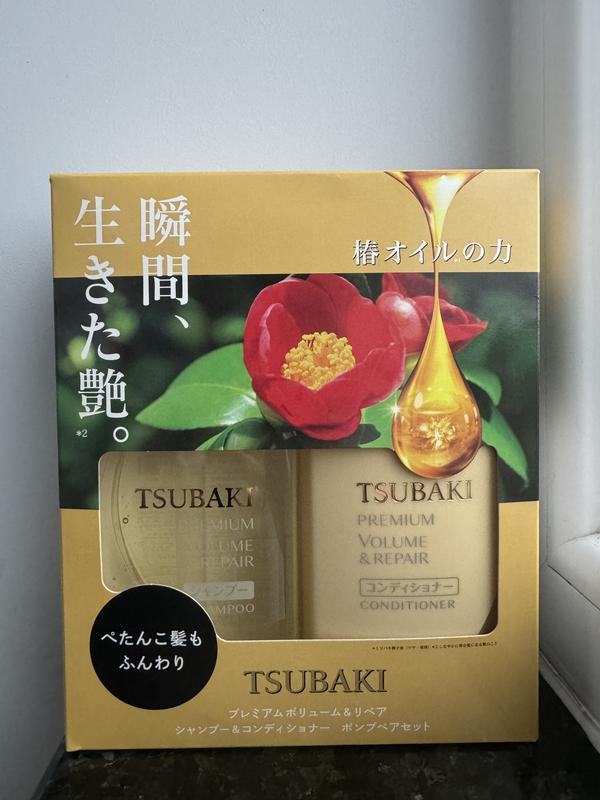 瞬間、
生きた艶。
*2
椿オイルの力
*1
TSUBAKI
PREMIUM
VOLUME
REPAIR
シャンプー
SHAMPOO
TSUBAKI
PREMIUM
VOLUME
& REPAIR
コンディショナー
CONDITIONER
ぺたんこ髪も
ふんわり
TSUBAKI
プレミアムボリューム&リペア
シャンプー&コンディショナー ポンプペアセット